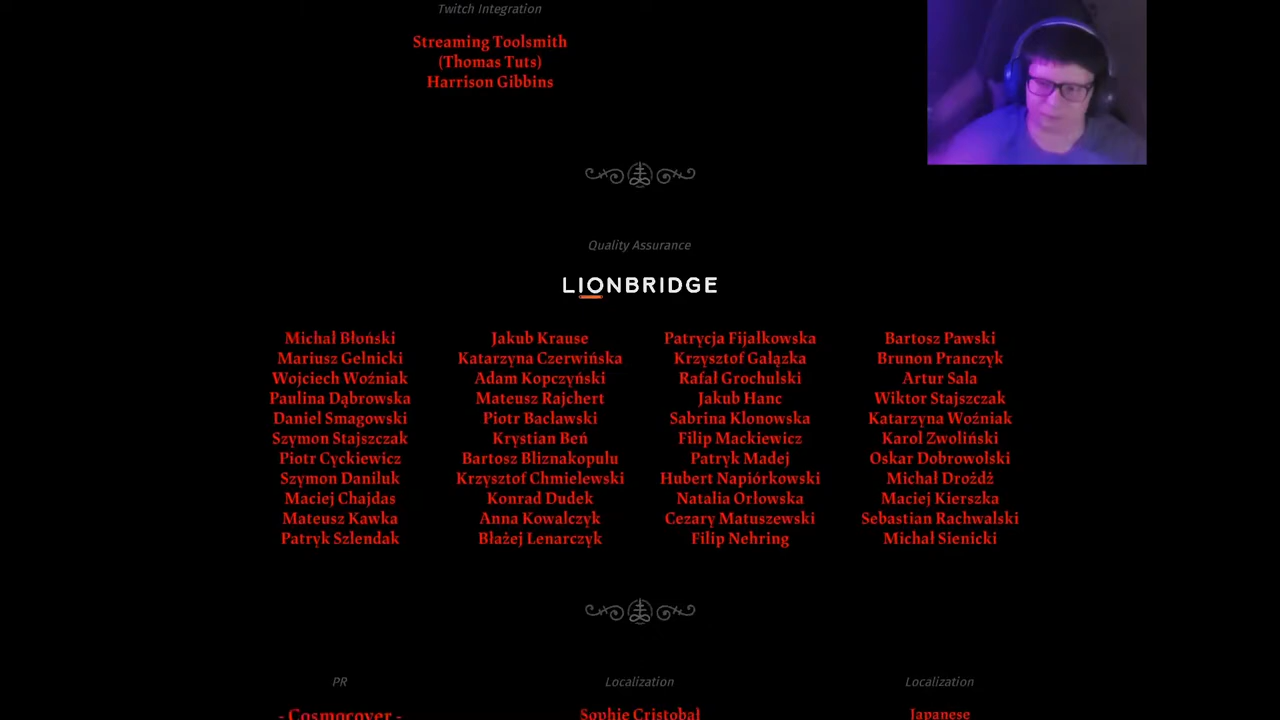 Twitch Integration
Streaming Toolsmith
(Thomas Tuts)
Harrison Gibbins
Quality Assurance
LIONBRIDGE
Michał Błoński
Mariusz Gełnicki
Wojciech Woźniak
Paulina Dąbrowska
Daniel Smagowski
Szymon Stajszczak
Piotr Cyckiewicz
Szymon Daniluk
Maciej Chajdas
Mateusz Kawka
Patryk Szlendak
Jakub Krause
Katarzyna Czerwińska
Adam Kopczyński
Mateusz Rajchert
Piotr Bacławski
Krystian Beń
Bartosz Bliznakopulu
Krzysztof Chmielewski
Konrad Dudek
Anna Kowalczyk
Błażej Lenarczyk
Patrycja Fijałkowska
Krzysztof Gałązka
Rafał Grochulski
Jakub Hanc
Sabrina Klonowska
Filip Mackiewicz
Patryk Madej
Hubert Napiórkowski
Natalia Orłowska
Cezary Matuszewski
Filip Nehring
Bartosz Pawski
Brunon Pranczyk
Artur Sala
Wiktor Stajszczak
Katarzyna Woźniak
Karol Zwoliński
Oskar Dobrowolski
Michał Drożdż
Maciej Kierszka
Sebastian Rachwalski
Michał Sienicki
PR
- Cosmocover -
Localization
Sophie Cristobal
Localization
Japanese